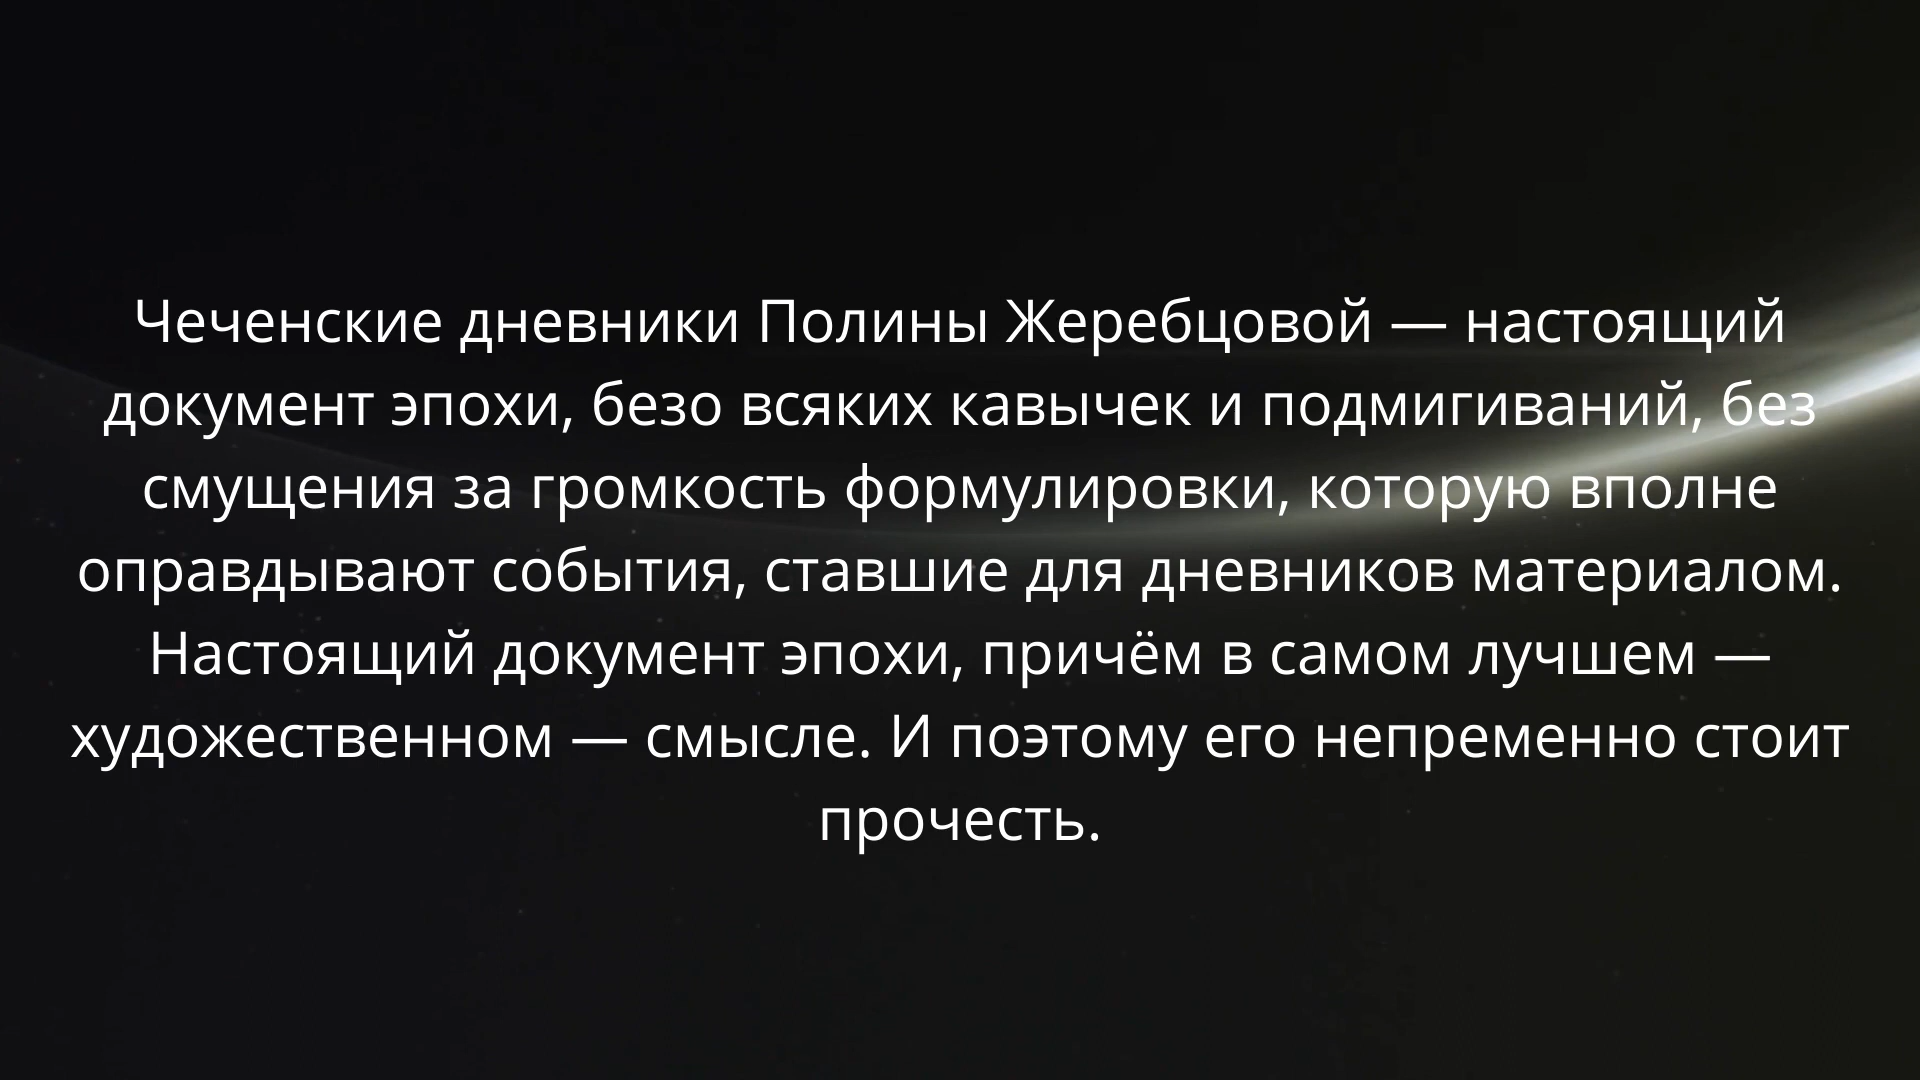 Чеченские дневники Полины Жеребцовой — настоящий
документ эпохи, безо всяких кавычек и подмигиваний, без
смущения за громкость формулировки, которую вполне
оправдывают события, ставшие для дневников материалом.
Настоящий документ эпохи, причём в самом лучшем —
художественном — смысле. И поэтому его непременно стоит
прочесть.